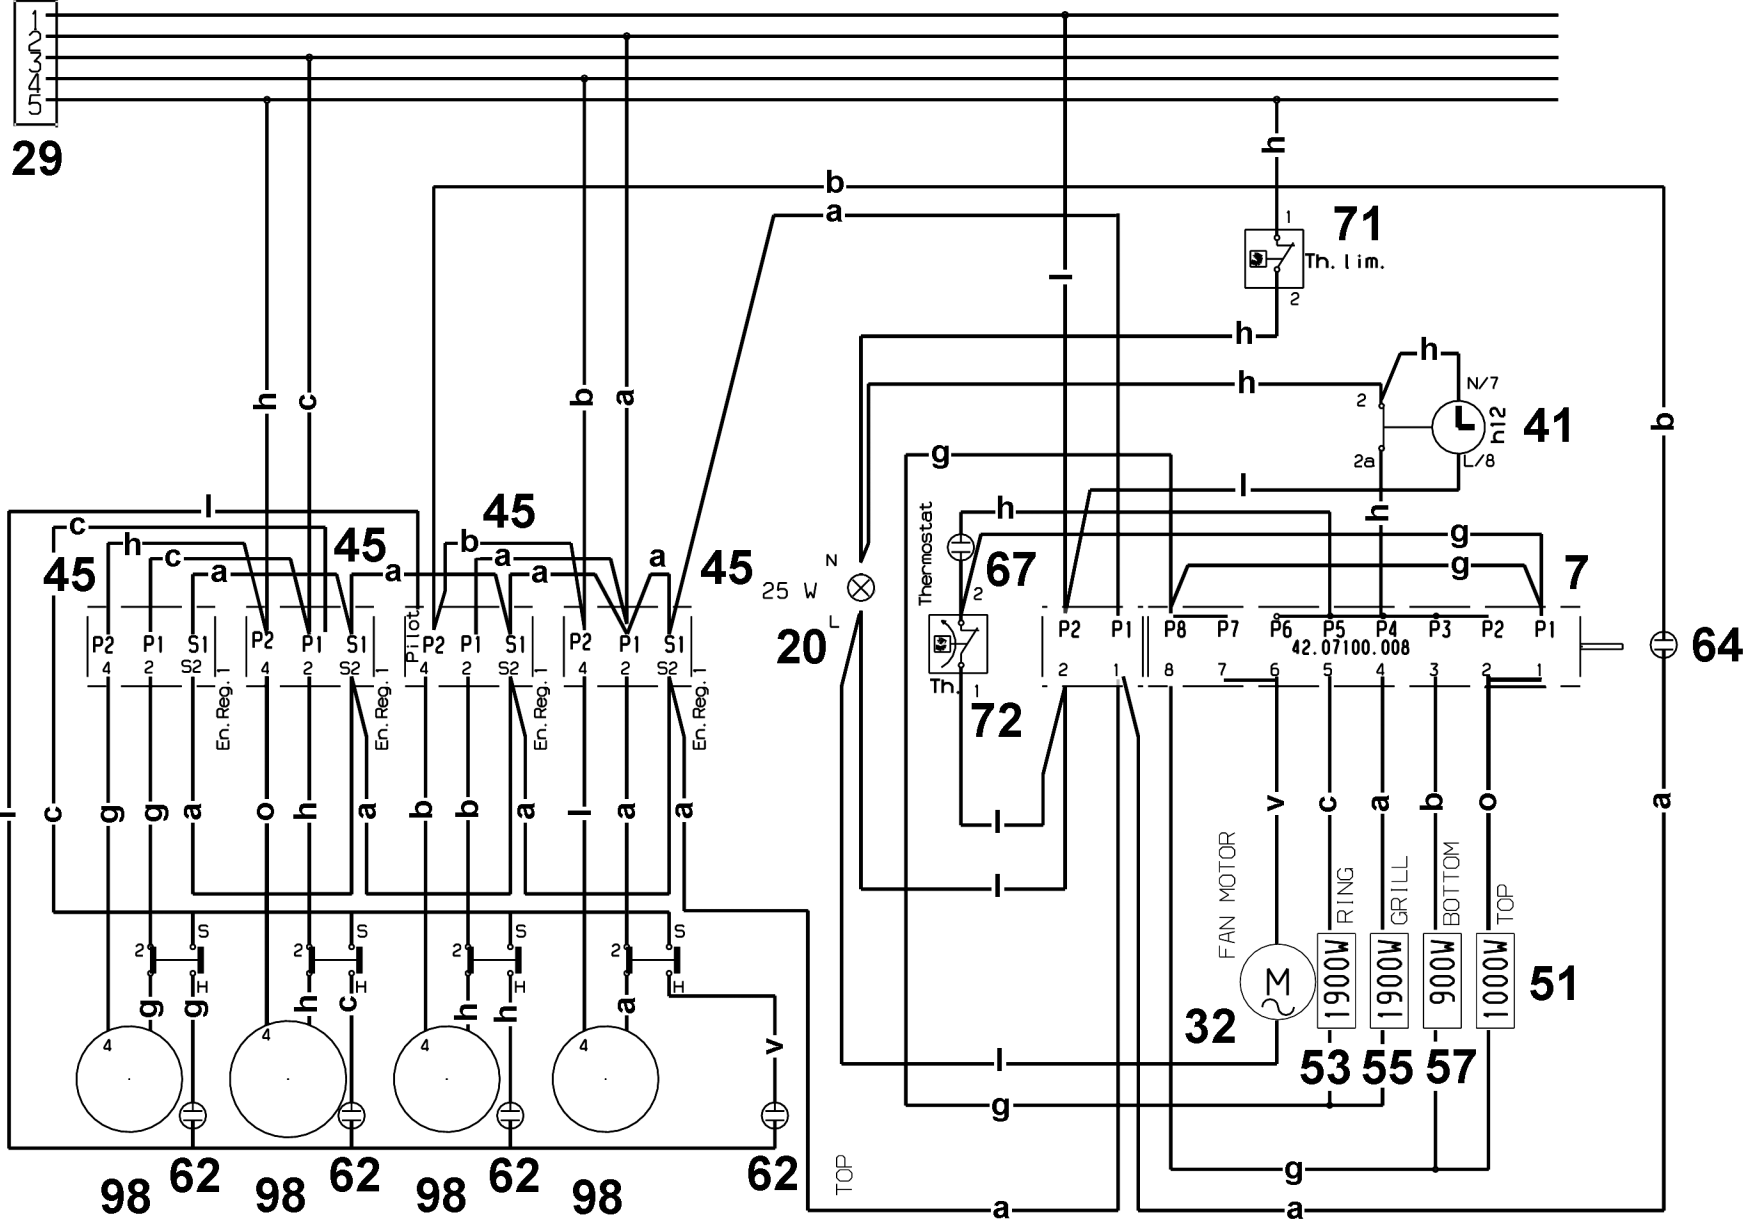 1
2
3
4
5
29
h
b
a
1
71
Th. lim.
2
l
h
h
h
N/7
2
41
h12
2a
L/8
h
c
b
a
b
g
l
l
45
c
h
b
45
45
c
a
a
a
a
a
45
45
h
h
g
g
7
Thermostat
67
2
N
25 W
L
20
Pilot
P2
P1
S1
P2
P1
S1
P2
P1
S1
P2
P1
S1
4
2
S2
4
2
S2
4
2
S2
4
2
S2
En. Reg. 1
En. Reg. 1
En. Reg. 1
En. Reg. 1
P2
P1
P8
P7
P6
P5
P4
P3
P2
P1
42.07100.008
2
1
8
7
6
5
4
3
2
1
64
Th.
1
72
l
c
g
g
a
o
h
a
b
b
a
l
a
a
l
l
v
c
a
b
o
a
FAN MOTOR
RING
GRILL
BOTTOM
TOP
2
S
H
2
S
H
2
S
H
2
S
H
g
g
h
c
h
h
a
v
M
1900W
1900W
900W
1000W
51
32
53
55
57
4
4
4
4
l
g
62
62
62
62
98
98
98
98
TOP
g
a
a